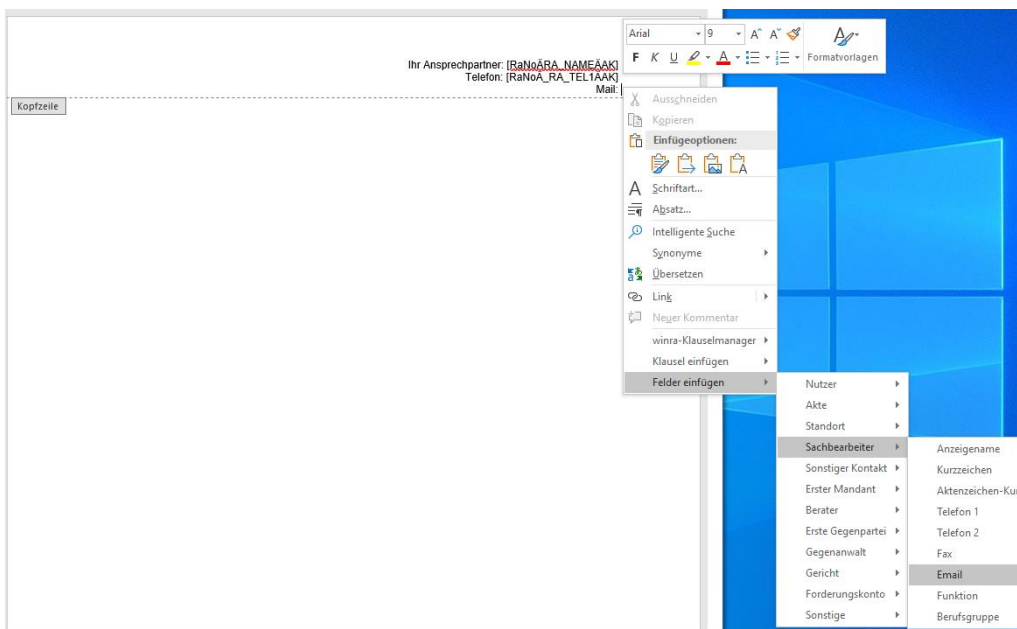 Arial 9 A A
F K U A Formatvorlagen
Ihr Ansprechpartner: [RaNoÄRA_NAMEÄAK]
Telefon: [RaNoÄ_RA_TEL1ÄAK]
Mail:
Kopfzeile
Ausschneiden
Kopieren
Einfügeoptionen:
Schriftart...
Absatz...
Intelligente Suche
Synonyme
Übersetzen
Link
Neuer Kommentar
winra-Klauselmanager
Klausel einfügen
Felder einfügen
Nutzer
Akte
Standort
Sachbearbeiter
Sonstiger Kontakt
Erster Mandant
Berater
Erste Gegenpartei
Gegenanwalt
Gericht
Forderungskonto
Sonstige
Anzeigename
Kurzzeichen
Aktenzeichen-Ku
Telefon 1
Telefon 2
Fax
Email
Funktion
Berufsgruppe